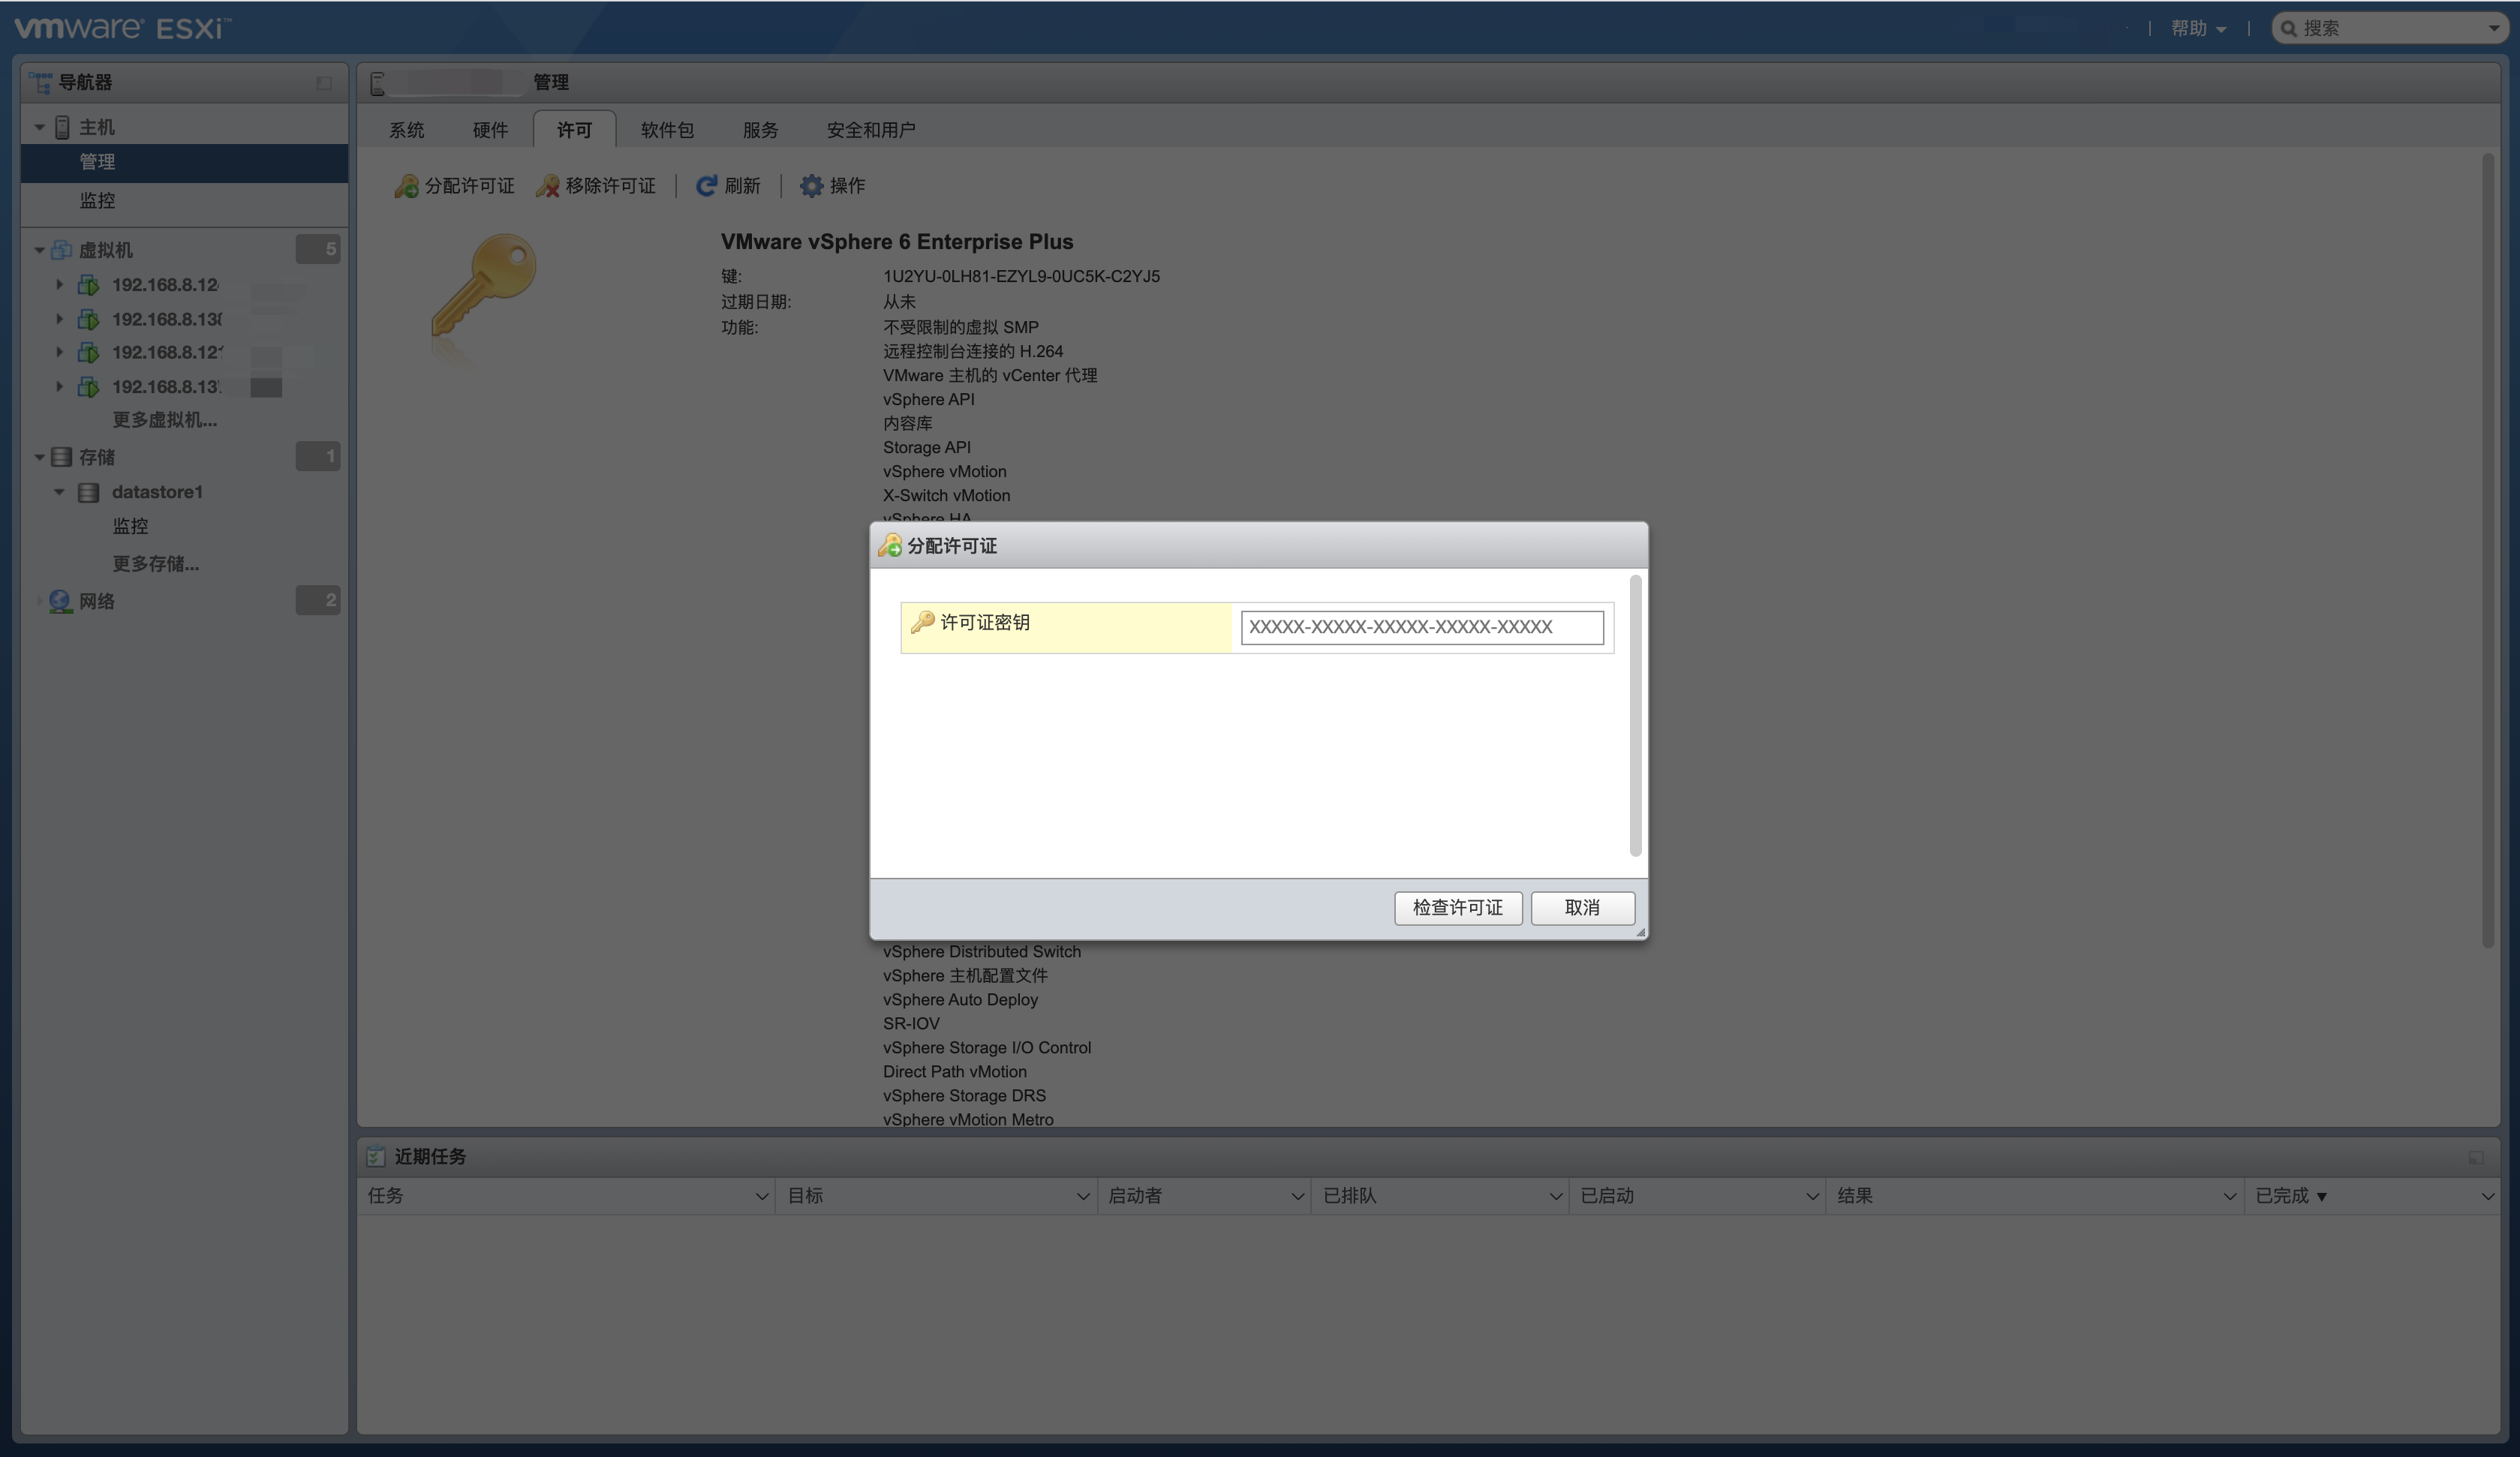 vmware ESXi™
帮助
搜索
导航器
主机
管理
监控
虚拟机 5
192.168.8.12
192.168.8.13
192.168.8.12
192.168.8.13
更多虚拟机...
存储 1
datastore1
监控
更多存储...
网络 2
管理
系统 硬件 许可 软件包 服务 安全和用户
分配许可证 移除许可证 刷新 操作
VMware vSphere 6 Enterprise Plus
键: 1U2YU-0LH81-EZYL9-0UC5K-C2YJ5
过期日期: 从未
功能: 不受限制的虚拟 SMP
远程控制台连接的 H.264
VMware 主机的 vCenter 代理
vSphere API
内容库
Storage API
vSphere vMotion
X-Switch vMotion
vSphere HA
分配许可证
许可证密钥 XXXXX-XXXXX-XXXXX-XXXXX-XXXXX
检查许可证 取消
vSphere Distributed Switch
vSphere 主机配置文件
vSphere Auto Deploy
SR-IOV
vSphere Storage I/O Control
Direct Path vMotion
vSphere Storage DRS
vSphere vMotion Metro
近期任务
任务 目标 启动者 已排队 已启动 结果 已完成 ▼